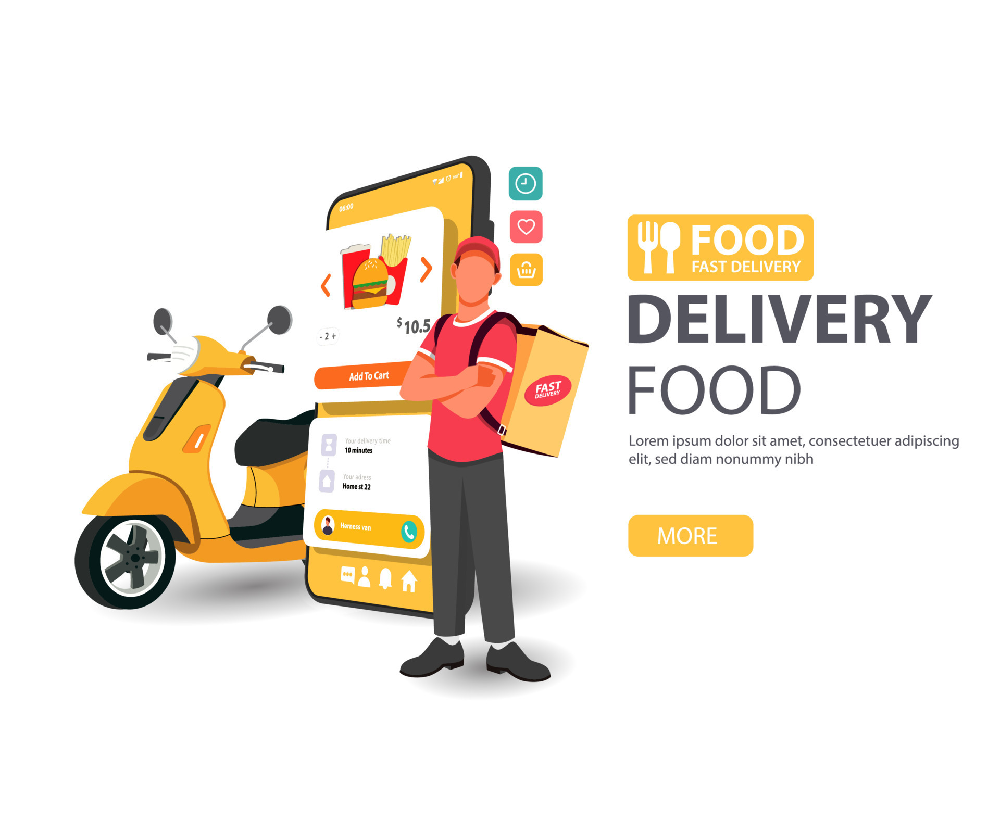 06:00
100%
$10.5
- 2 +
Add To Cart
Your delivery time
10 minutes
Your adress
Home st 22
Herness van
FAST
DELIVERY
FOOD
FAST DELIVERY
DELIVERY
FOOD
Lorem ipsum dolor sit amet, consectetuer adipiscing
elit, sed diam nonummy nibh
MORE